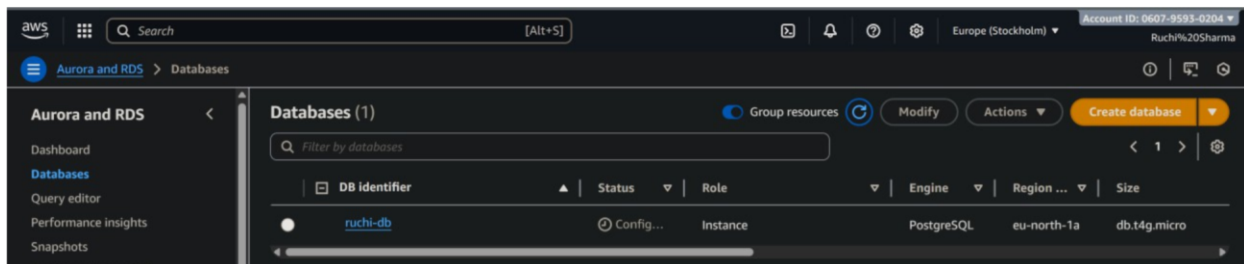 aws Search [Alt+S] Europe (Stockholm) Account ID: 0607-9593-0204
Ruchi%20Sharma
Aurora and RDS > Databases
Aurora and RDS
Dashboard
Databases
Query editor
Performance insights
Snapshots
Databases (1) Group resources Modify Actions Create database
Filter by databases 1
DB identifier Status Role Engine Region ... Size
ruchi-db Config... Instance PostgreSQL eu-north-1a db.t4g.micro